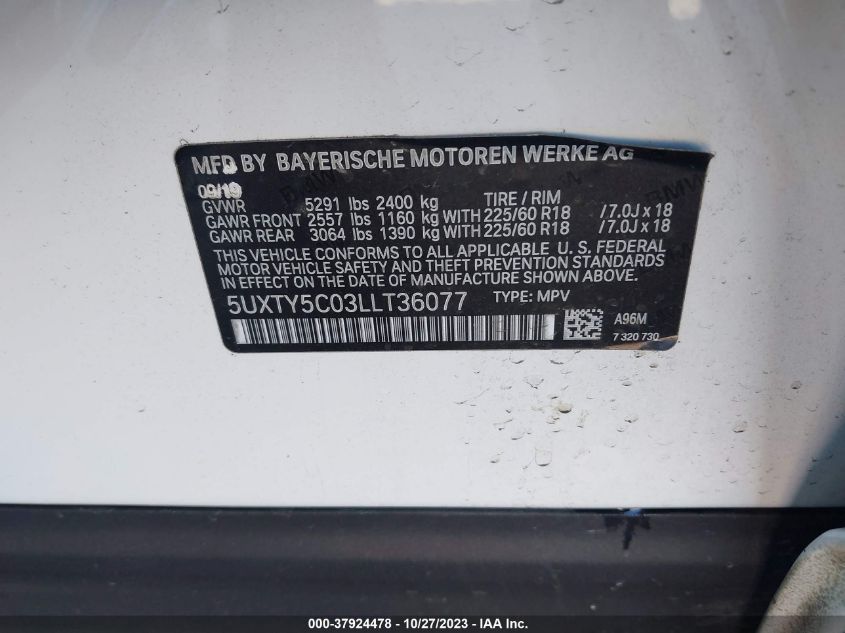 MFD BY BAYERISCHE MOTOREN WERKE AG
09/19
GVWR 5291 lbs 2400 kg TIRE / RIM
GAWR FRONT 2557 lbs 1160 kg WITH 225/60 R18 /7.0J x 18
GAWR REAR 3064 lbs 1390 kg WITH 225/60 R18 /7.0J x 18
THIS VEHICLE CONFORMS TO ALL APPLICABLE U. S. FEDERAL
MOTOR VEHICLE SAFETY AND THEFT PREVENTION STANDARDS
IN EFFECT ON THE DATE OF MANUFACTURE SHOWN ABOVE.
5UXTY5C03LLT36077 TYPE: MPV
A96M
7 320 730
000-37924478 - 10/27/2023 - IAA Inc.